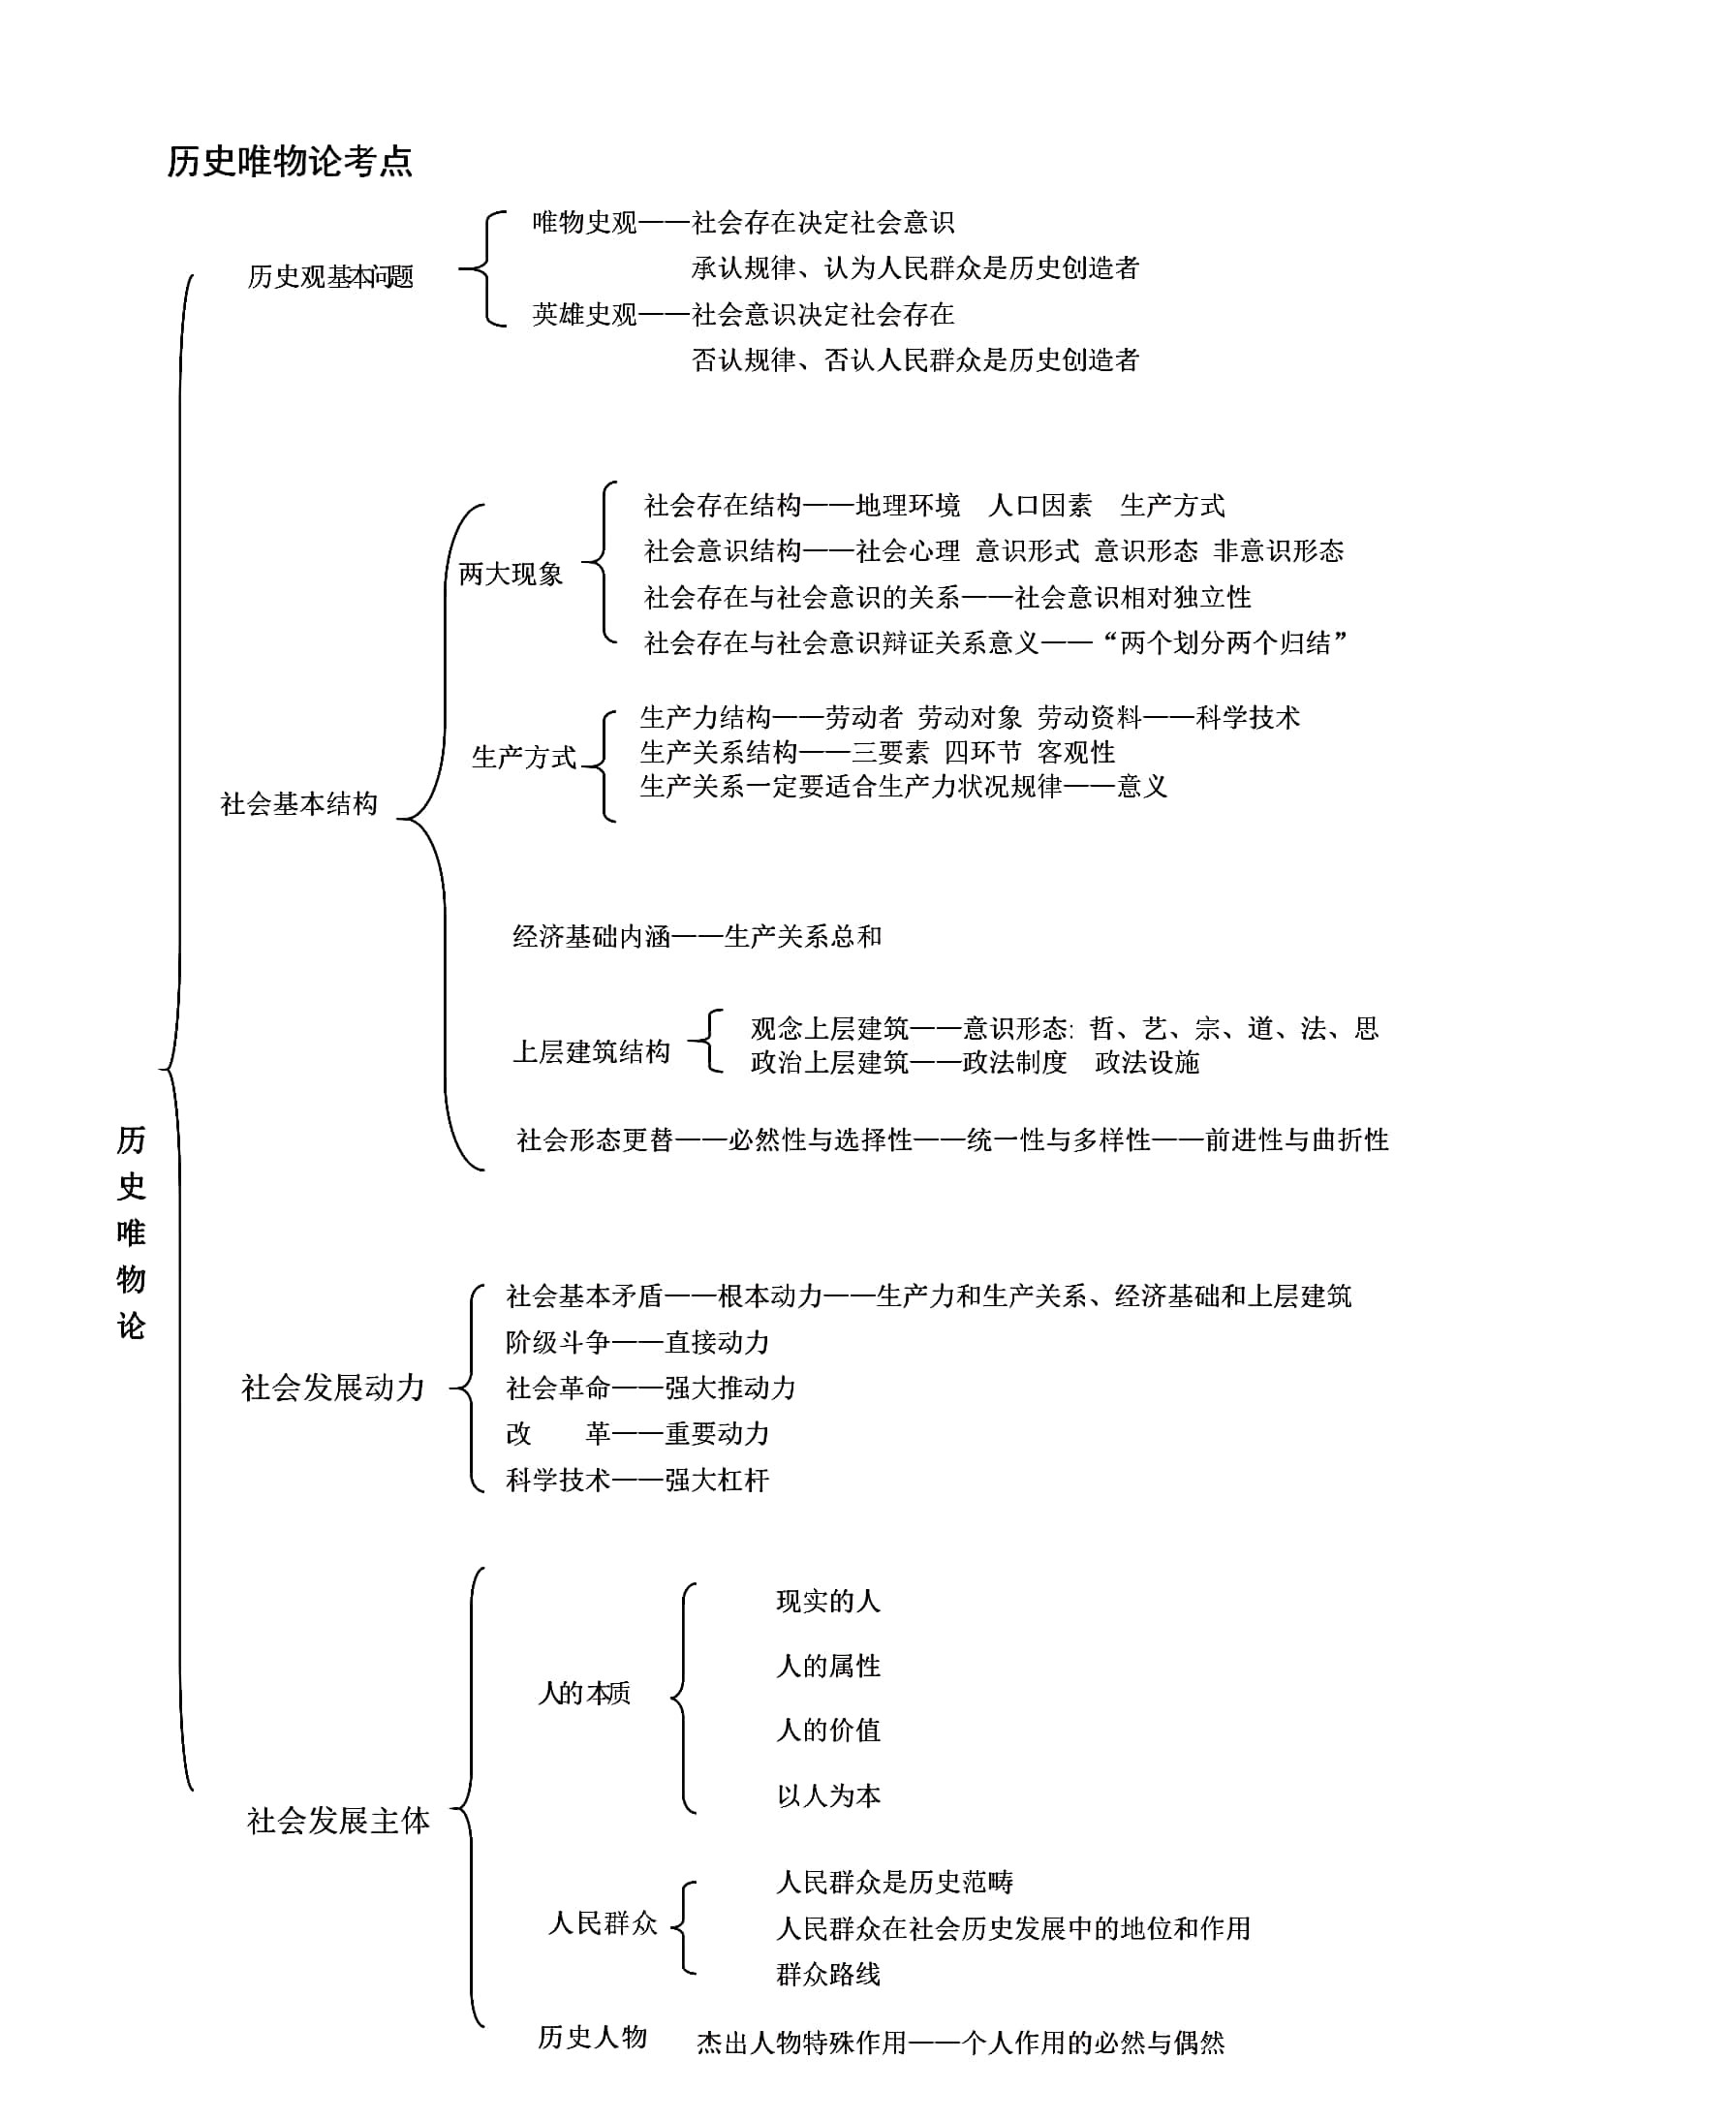 历史唯物论考点
唯物史观——社会存在决定社会意识
历史观基本问题
承认规律、认为人民群众是历史创造者
英雄史观——社会意识决定社会存在
否认规律、否认人民群众是历史创造者
社会存在结构——地理环境 人口因素 生产方式
社会意识结构——社会心理 意识形式 意识形态 非意识形态
两大现象
社会存在与社会意识的关系——社会意识相对独立性
社会存在与社会意识辩证关系意义——“两个划分两个归结”
生产力结构——劳动者 劳动对象 劳动资料——科学技术
生产方式
生产关系结构——三要素 四环节 客观性
生产关系一定要适合生产力状况规律——意义
社会基本结构
经济基础内涵——生产关系总和
观念上层建筑——意识形态: 哲、艺、宗、道、法、思
上层建筑结构
政治上层建筑——政法制度 政法设施
社会形态更替——必然性与选择性——统一性与多样性——前进性与曲折性
历
史
唯
物
论
社会基本矛盾——根本动力——生产力和生产关系、经济基础和上层建筑
阶级斗争——直接动力
社会发展动力
社会革命——强大推动力
改 革——重要动力
科学技术——强大杠杆
现实的人
人的属性
人的本质
人的价值
以人为本
社会发展主体
人民群众是历史范畴
人民群众
人民群众在社会历史发展中的地位和作用
群众路线
历史人物 杰出人物特殊作用——个人作用的必然与偶然